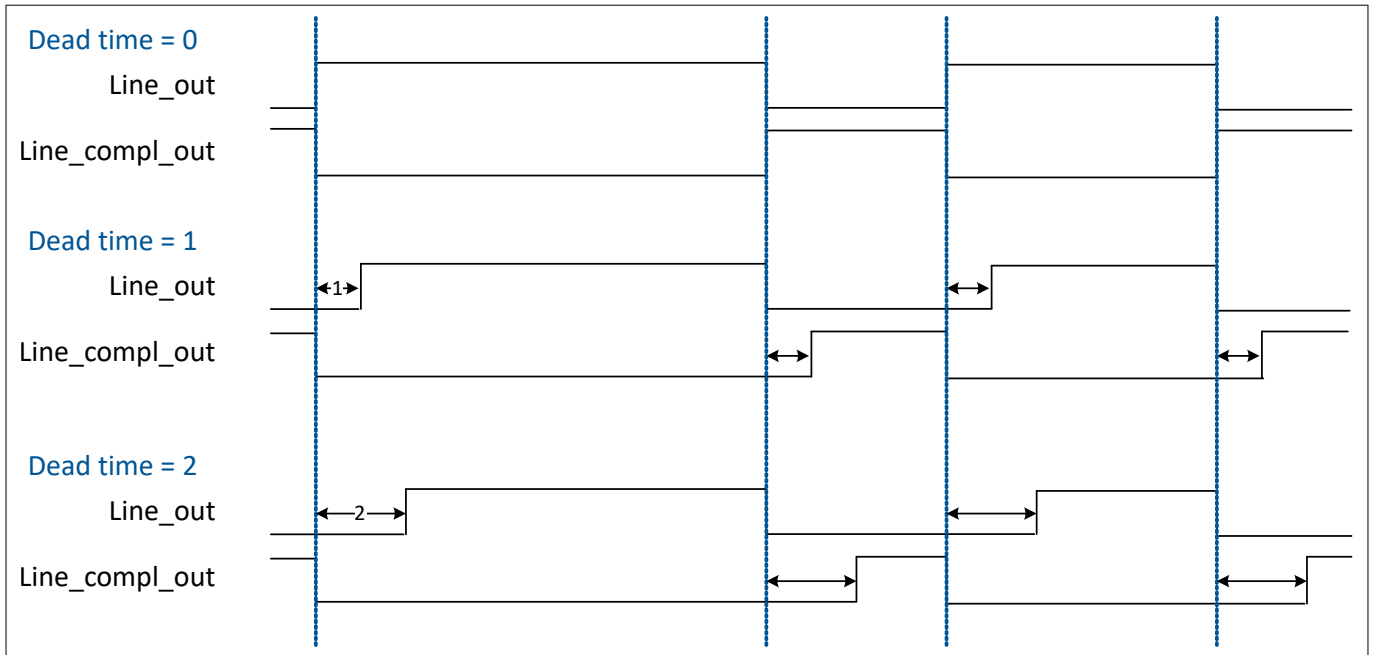 Dead time = 0
Line_out
Line_compl_out
Dead time = 1
Line_out
1
Line_compl_out
Dead time = 2
Line_out
2
Line_compl_out